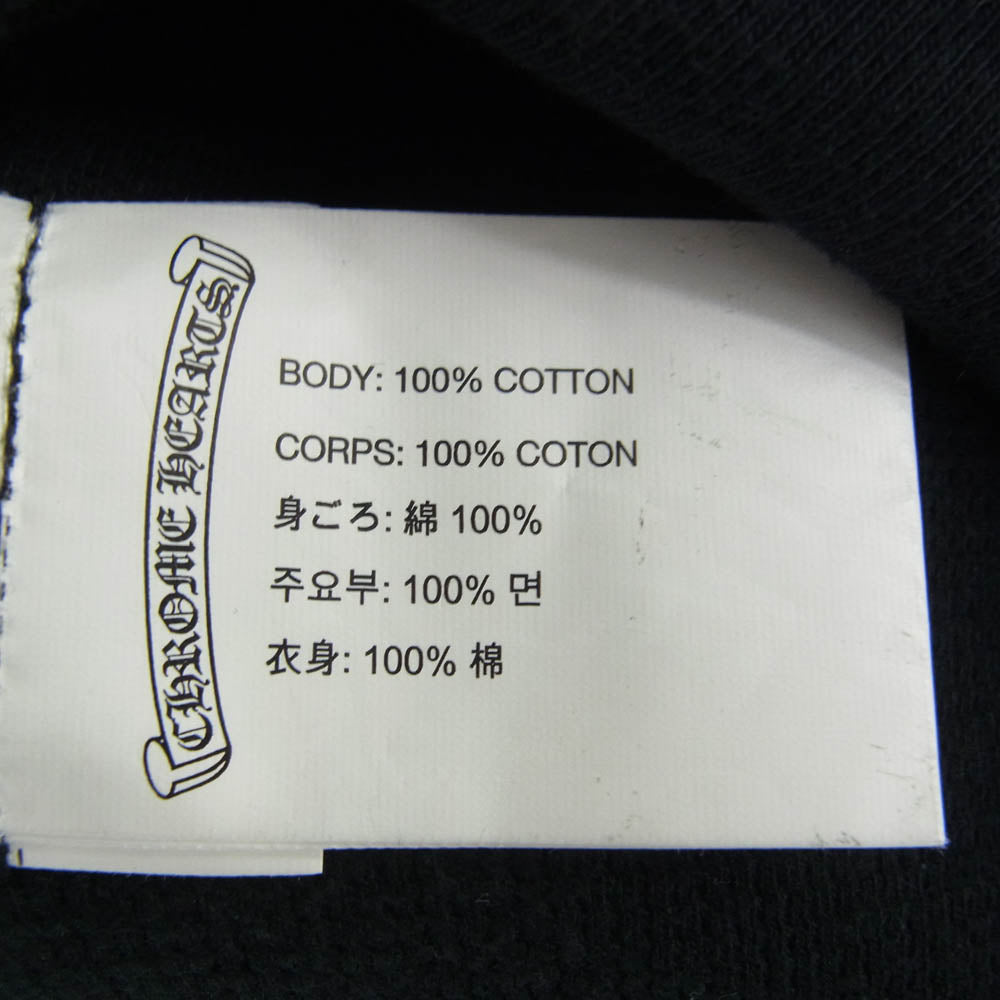 CHROME HEARTS
BODY: 100% COTTON
CORPS: 100% COTON
身ごろ: 綿 100%
주요부: 100% 면
衣身: 100% 棉